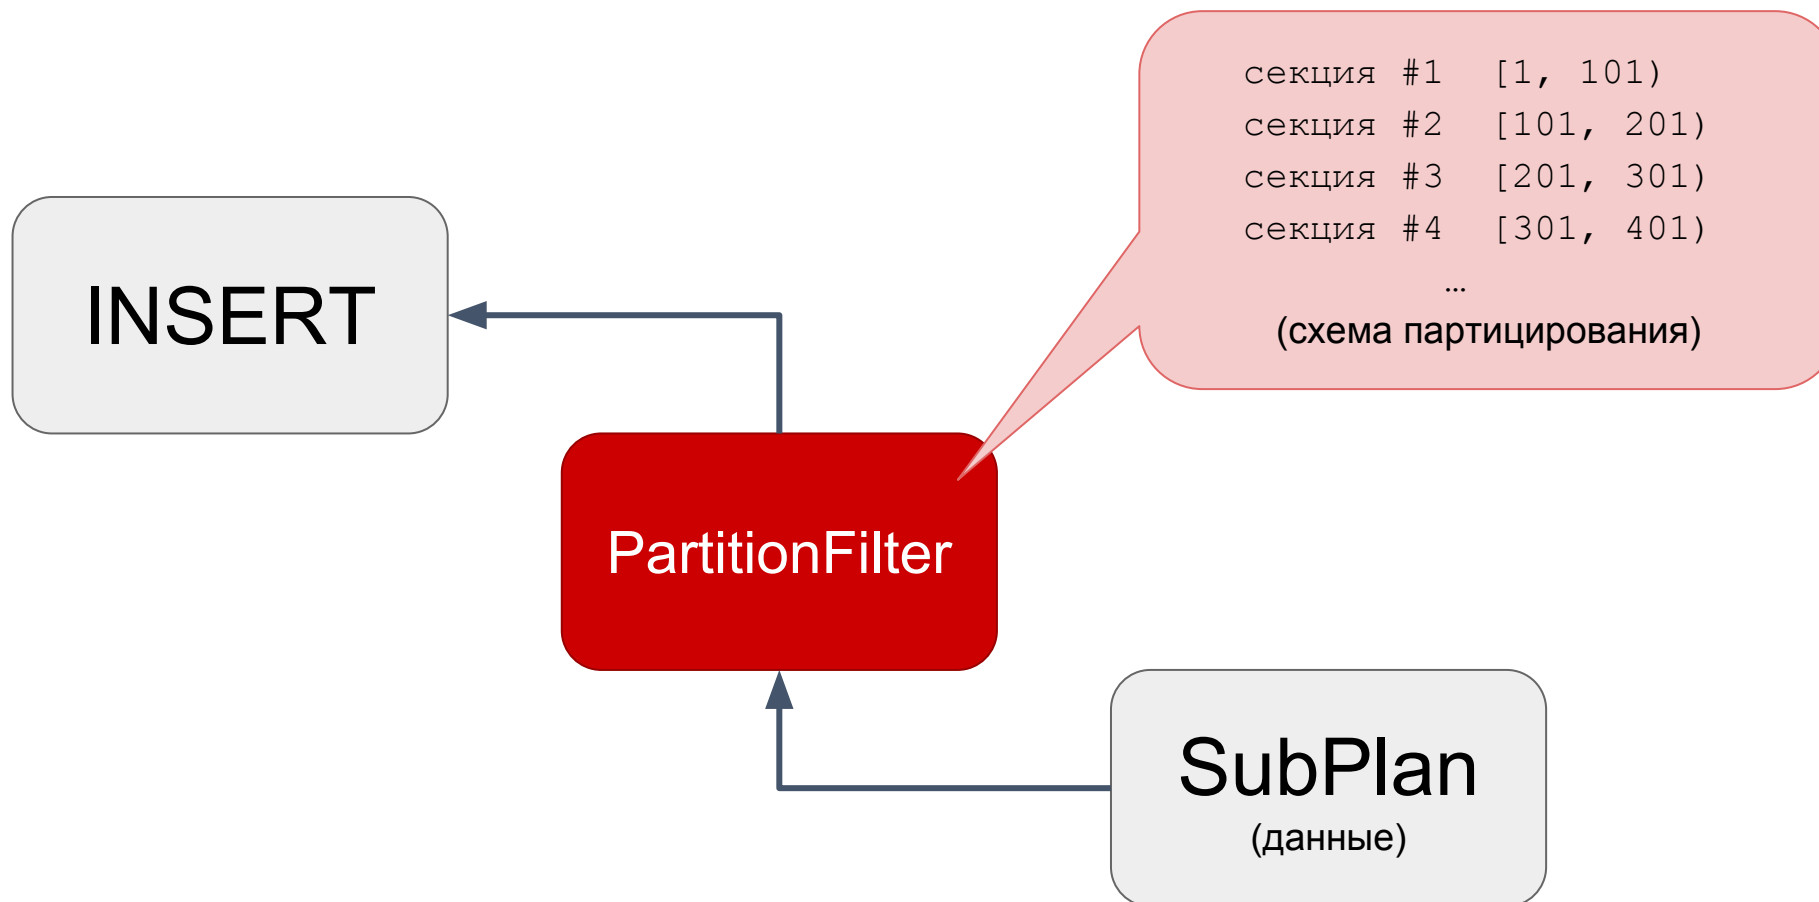 секция #1 [1, 101)
секция #2 [101, 201)
секция #3 [201, 301)
секция #4 [301, 401)
…
(схема партицирования)
INSERT
PartitionFilter
SubPlan
(данные)